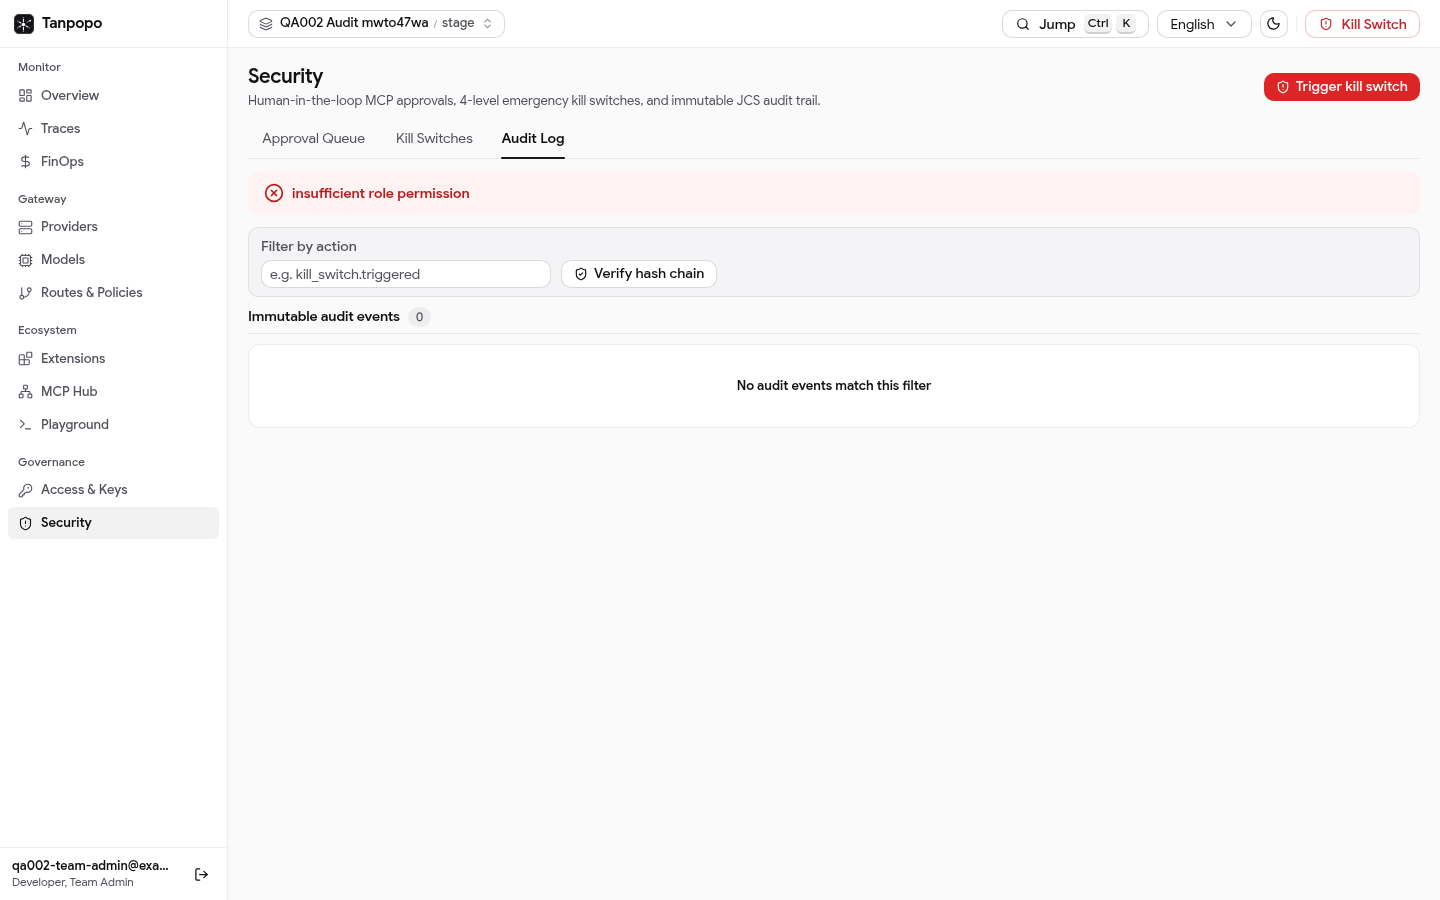 Tanpopo
QA002 Audit mwto47wa / stage
Jump Ctrl K
English
Kill Switch
Monitor
Overview
Traces
FinOps
Gateway
Providers
Models
Routes & Policies
Ecosystem
Extensions
MCP Hub
Playground
Governance
Access & Keys
Security
qa002-team-admin@exa...
Developer, Team Admin
Security
Human-in-the-loop MCP approvals, 4-level emergency kill switches, and immutable JCS audit trail.
Trigger kill switch
Approval Queue Kill Switches Audit Log
insufficient role permission
Filter by action
e.g. kill_switch.triggered
Verify hash chain
Immutable audit events 0
No audit events match this filter